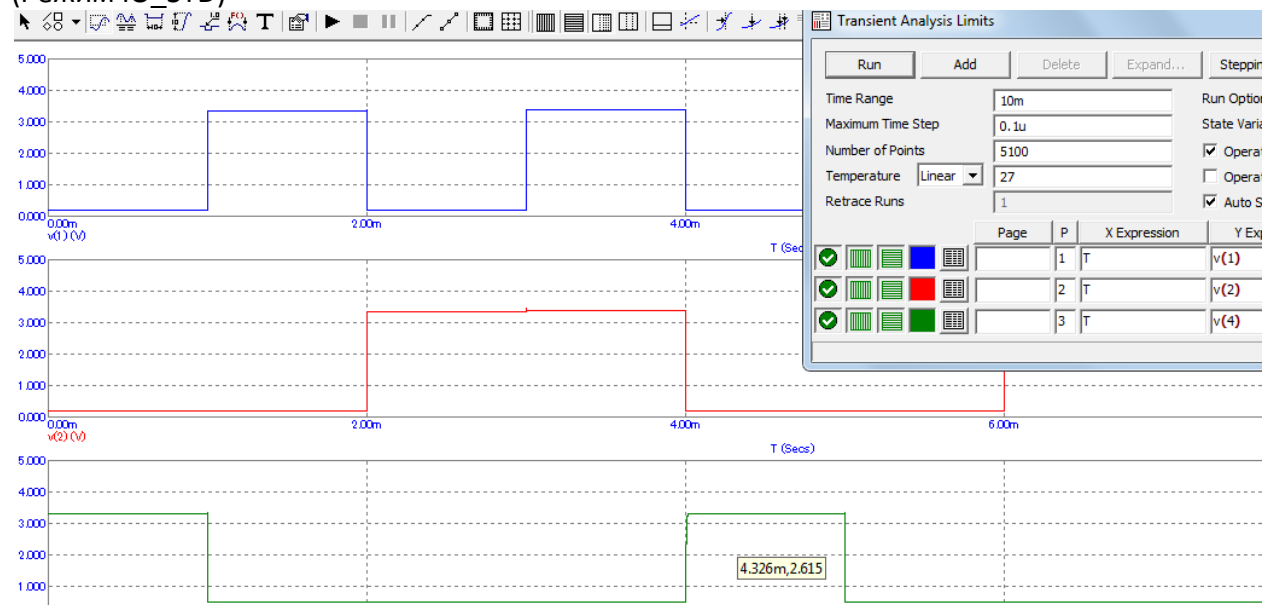 (Режим IO_STD)
T
Transient Analysis Limits
Run Add Delete Expand... Steppin
Time Range 10m Run Option
Maximum Time Step 0.1u State Varia
Number of Points 5100 Operat
Temperature Linear 27 Operat
Retrace Runs 1 Auto S
Page P X Expression Y Exp
1 T v(1)
2 T v(2)
3 T v(4)
5.000
4.000
3.000
2.000
1.000
0.000
0.00m 2.00m 4.00m
v(1) (V)
T (Sec
5.000
4.000
3.000
2.000
1.000
0.000
0.00m 2.00m 4.00m 6.00m
v(2) (V)
T (Secs)
5.000
4.000
3.000
2.000
4.326m,2.615
1.000